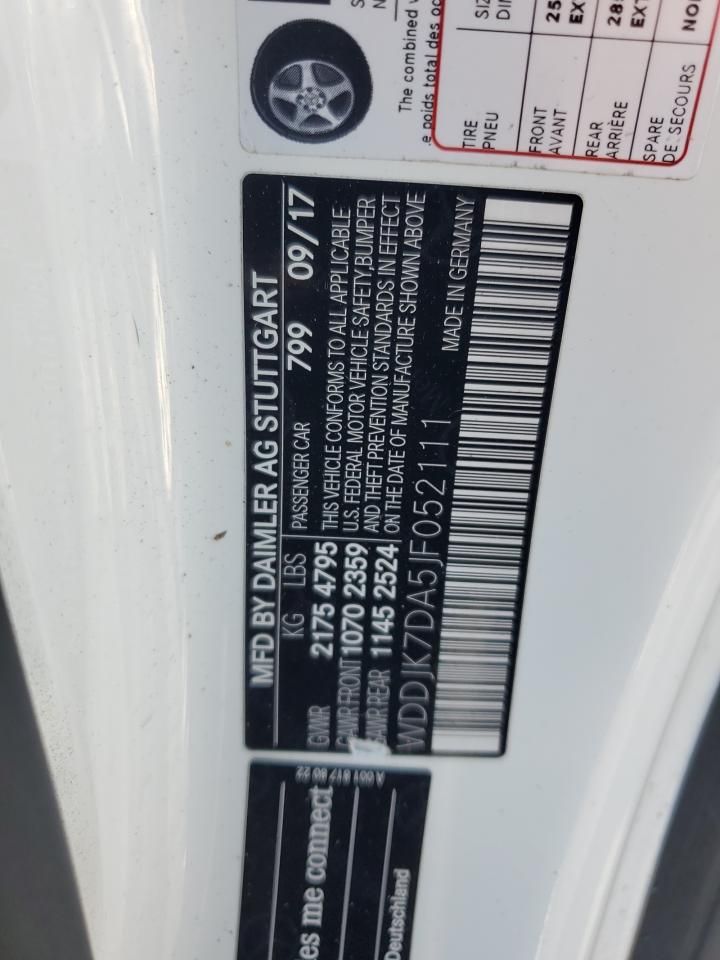 MFD BY DAIMLER AG STUTTGART
KG LBS PASSENGER CAR 799 09/17
GVWR 2175 4795 THIS VEHICLE CONFORMS TO ALL APPLICABLE
GAWR FRONT 1070 2359 U.S. FEDERAL MOTOR VEHICLE SAFETY, BUMPER
GAWR REAR 1145 2524 AND THEFT PREVENTION STANDARDS IN EFFECT
ON THE DATE OF MANUFACTURE SHOWN ABOVE
WDDJK7DA5JF052111 MADE IN GERMANY
The combined
poids total des
TIRE
PNEU
FRONT
AVANT
REAR
ARRIÈRE
SPARE
DE SECOURS
me connect
Deutschland